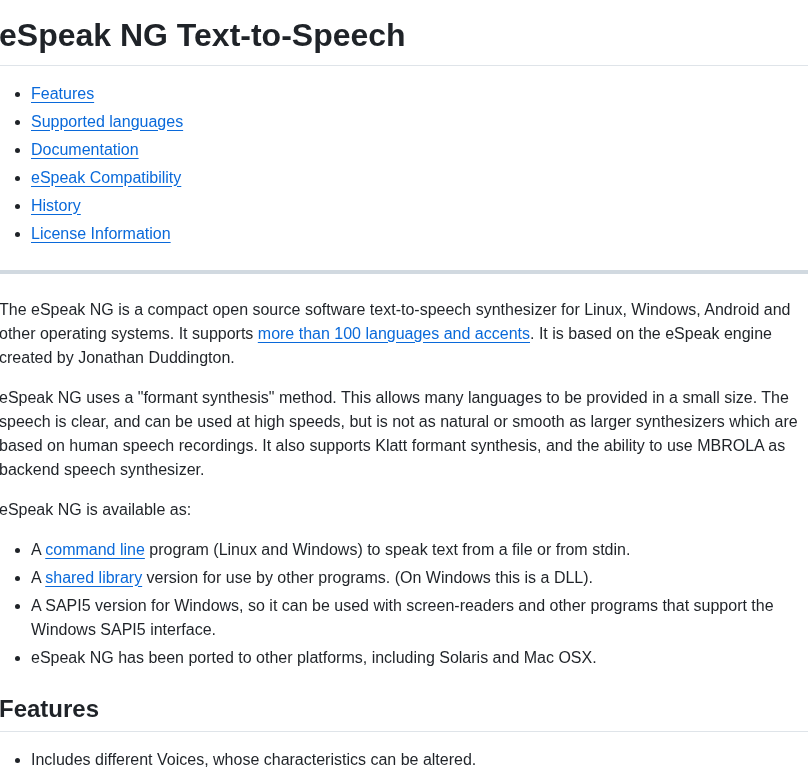 eSpeak NG Text-to-Speech
Features
Supported languages
Documentation
eSpeak Compatibility
History
License Information
The eSpeak NG is a compact open source software text-to-speech synthesizer for Linux, Windows, Android and
other operating systems. It supports more than 100 languages and accents. It is based on the eSpeak engine
created by Jonathan Duddington.
eSpeak NG uses a "formant synthesis" method. This allows many languages to be provided in a small size. The
speech is clear, and can be used at high speeds, but is not as natural or smooth as larger synthesizers which are
based on human speech recordings. It also supports Klatt formant synthesis, and the ability to use MBROLA as
backend speech synthesizer.
eSpeak NG is available as:
A command line program (Linux and Windows) to speak text from a file or from stdin.
A shared library version for use by other programs. (On Windows this is a DLL).
A SAPI5 version for Windows, so it can be used with screen-readers and other programs that support the
Windows SAPI5 interface.
eSpeak NG has been ported to other platforms, including Solaris and Mac OSX.
Features
Includes different Voices, whose characteristics can be altered.